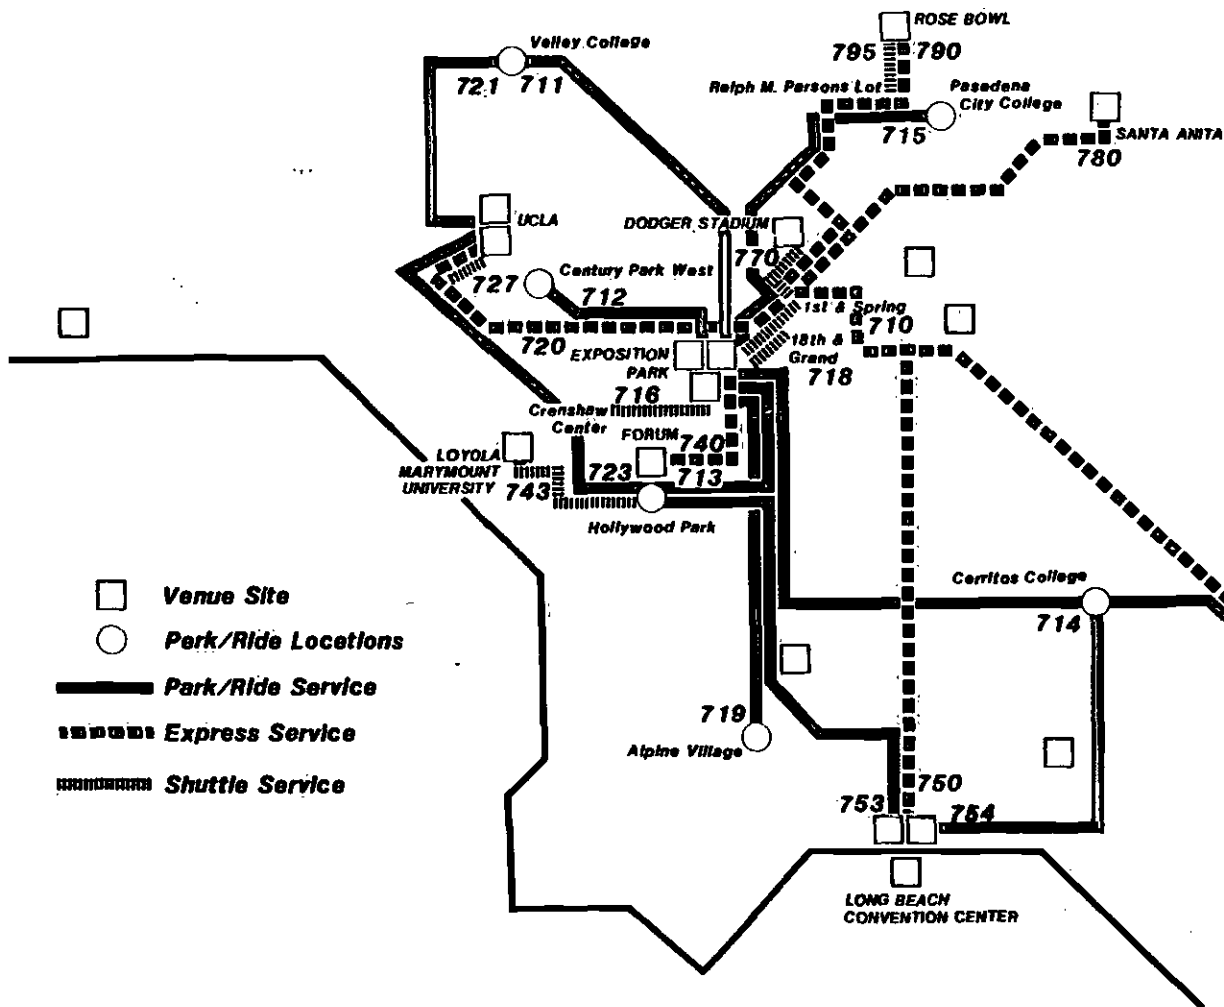 ROSE BOWL
795
790
Valley College
721
711
Ralph M. Parsons Lot
Pasadena
City College
715
SANTA ANITA
780
UCLA
DODGER STADIUM
770
727
Century Park West
712
1st & Spring
710
720
18th &
Grand
718
EXPOSITION
PARK
716
Crenshaw
Center
FORUM
740
LOYOLA
MARYMOUNT
UNIVERSITY
723
713
743
Hollywood Park
Cerritos College
714
Venue Site
Perk/Ride Locetions
Park/Ride Service
Express Service
Shuttle Service
719
Alpine Village
750
753
754
LONG BEACH
CONVENTION CENTER